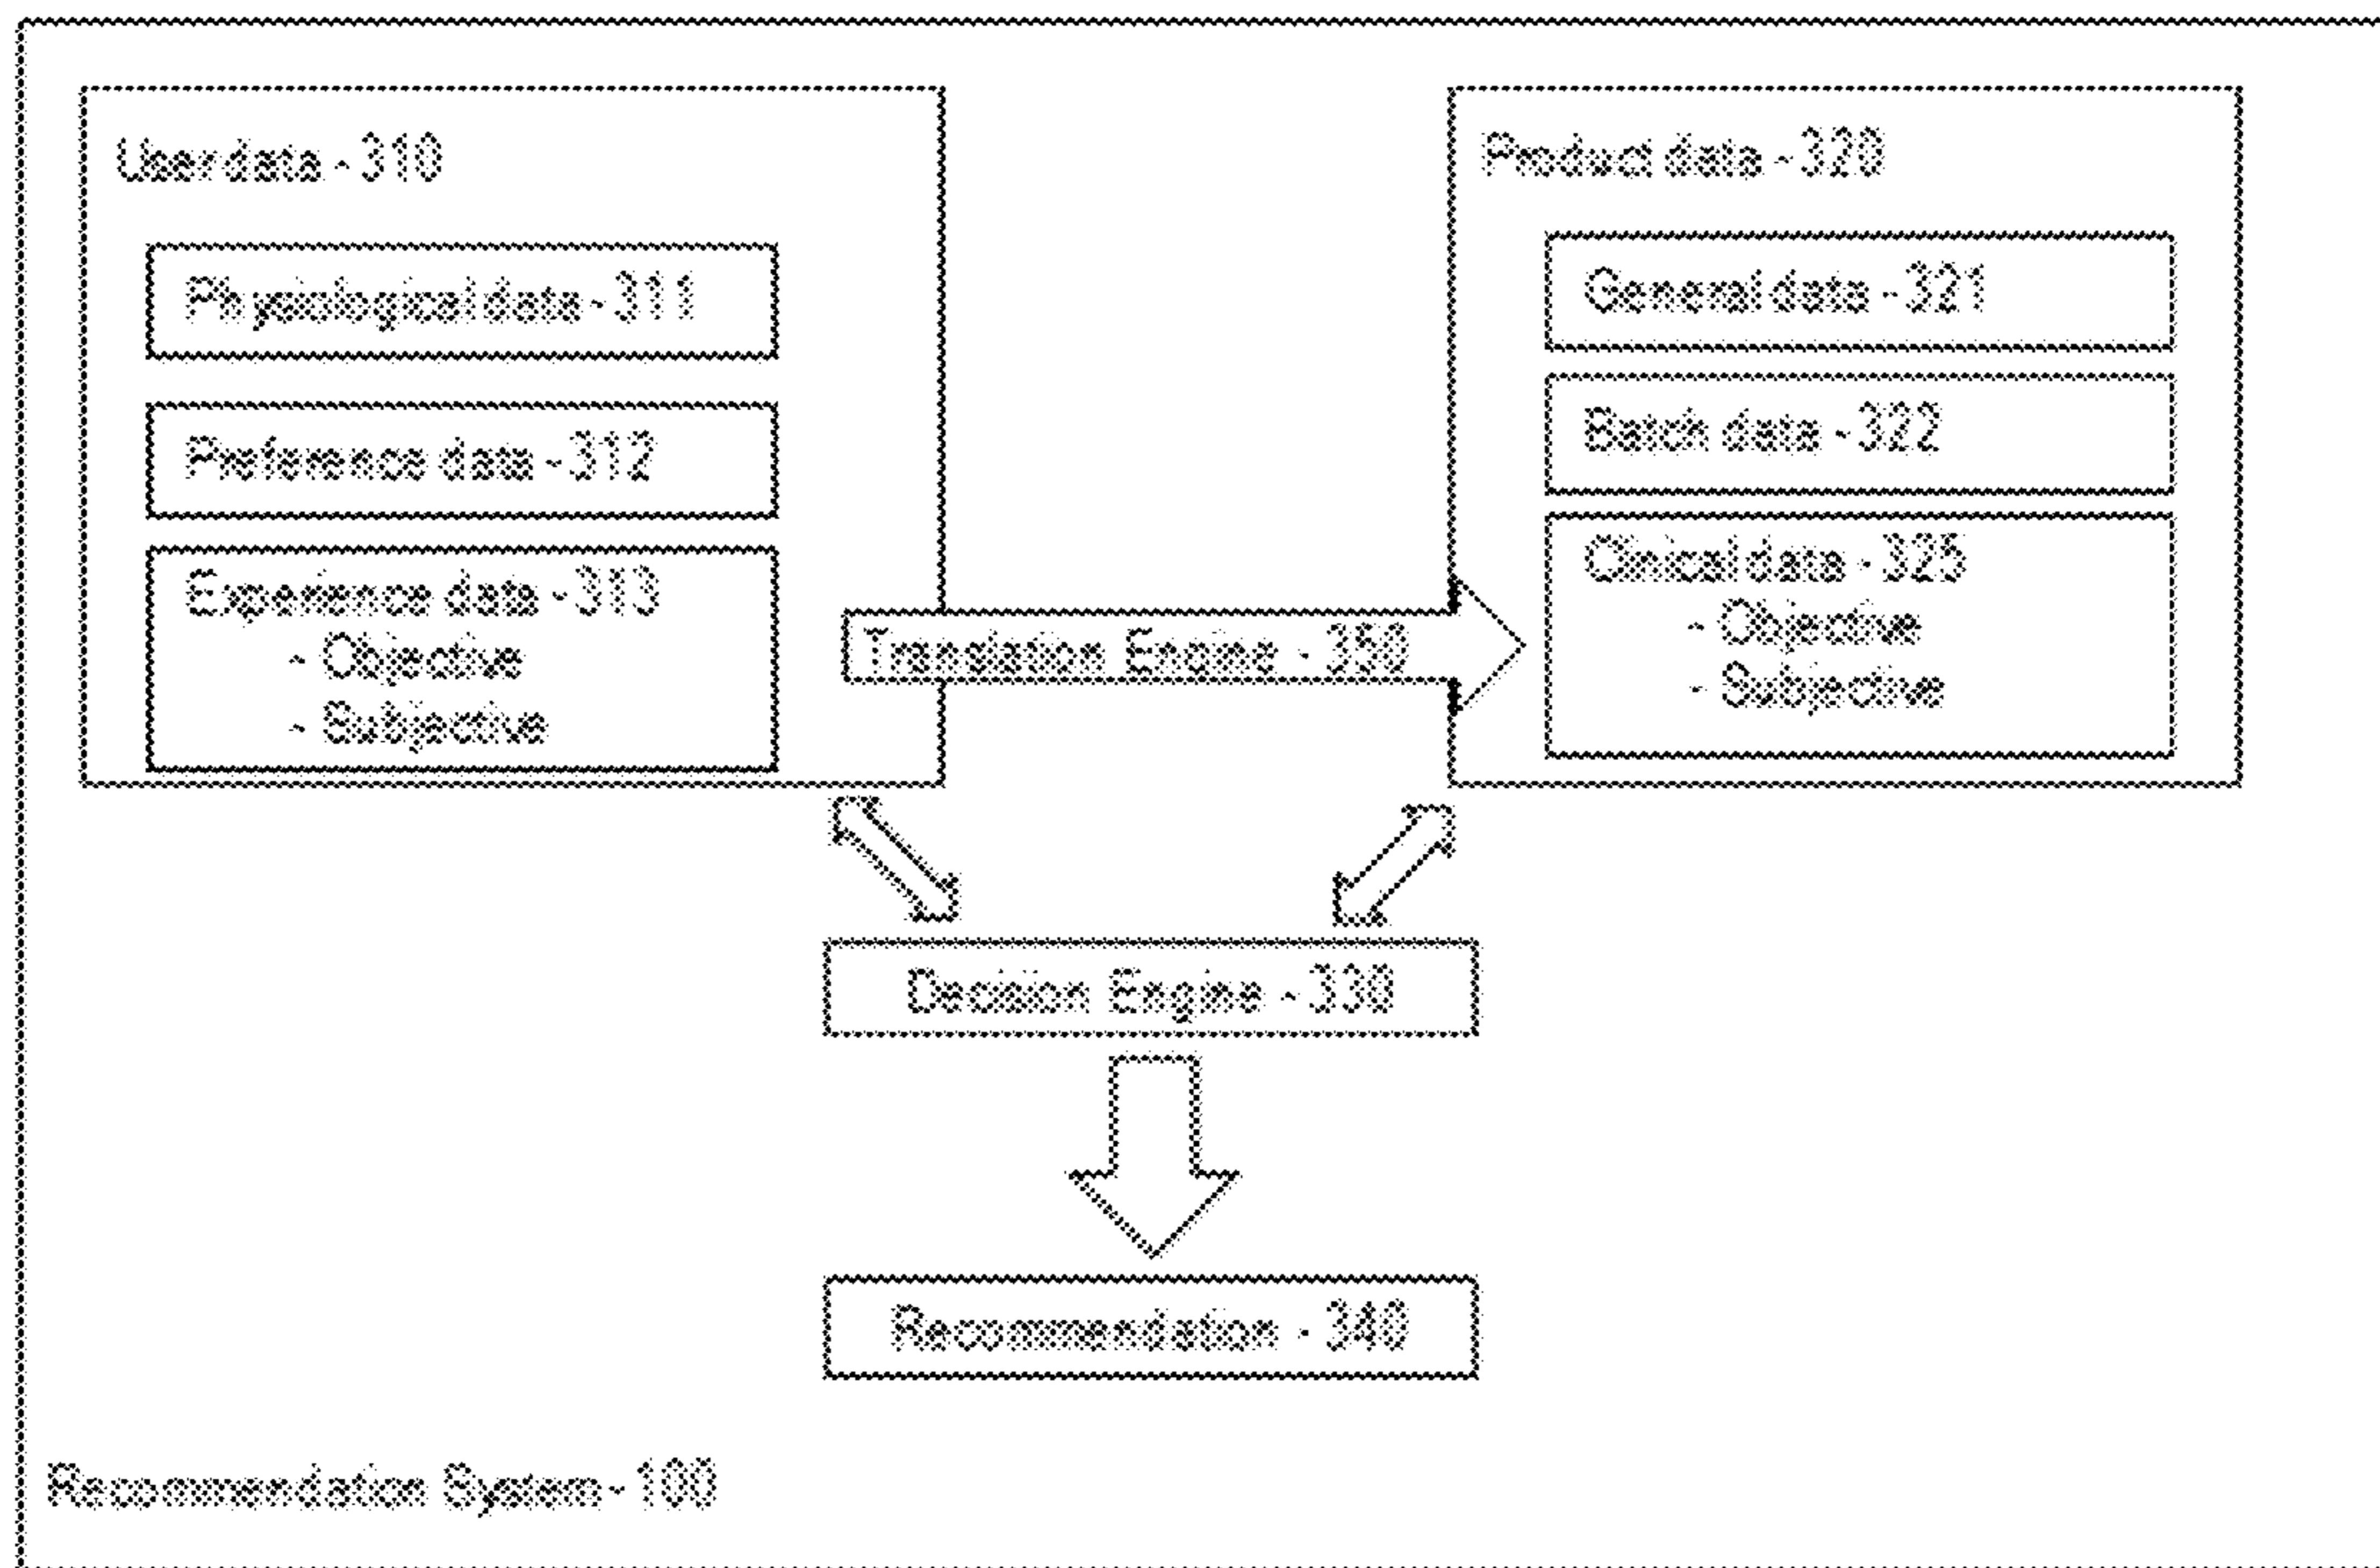 User data - 310
Physiological data - 311
Preference data - 312
Experience data - 313
- Objective
- Subjective
Translation Engine - 350
Product data - 320
General data - 321
Batch data - 322
Clinical data - 323
- Objective
- Subjective
Decision Engine - 330
Recommendation - 340
Recommendation System - 100